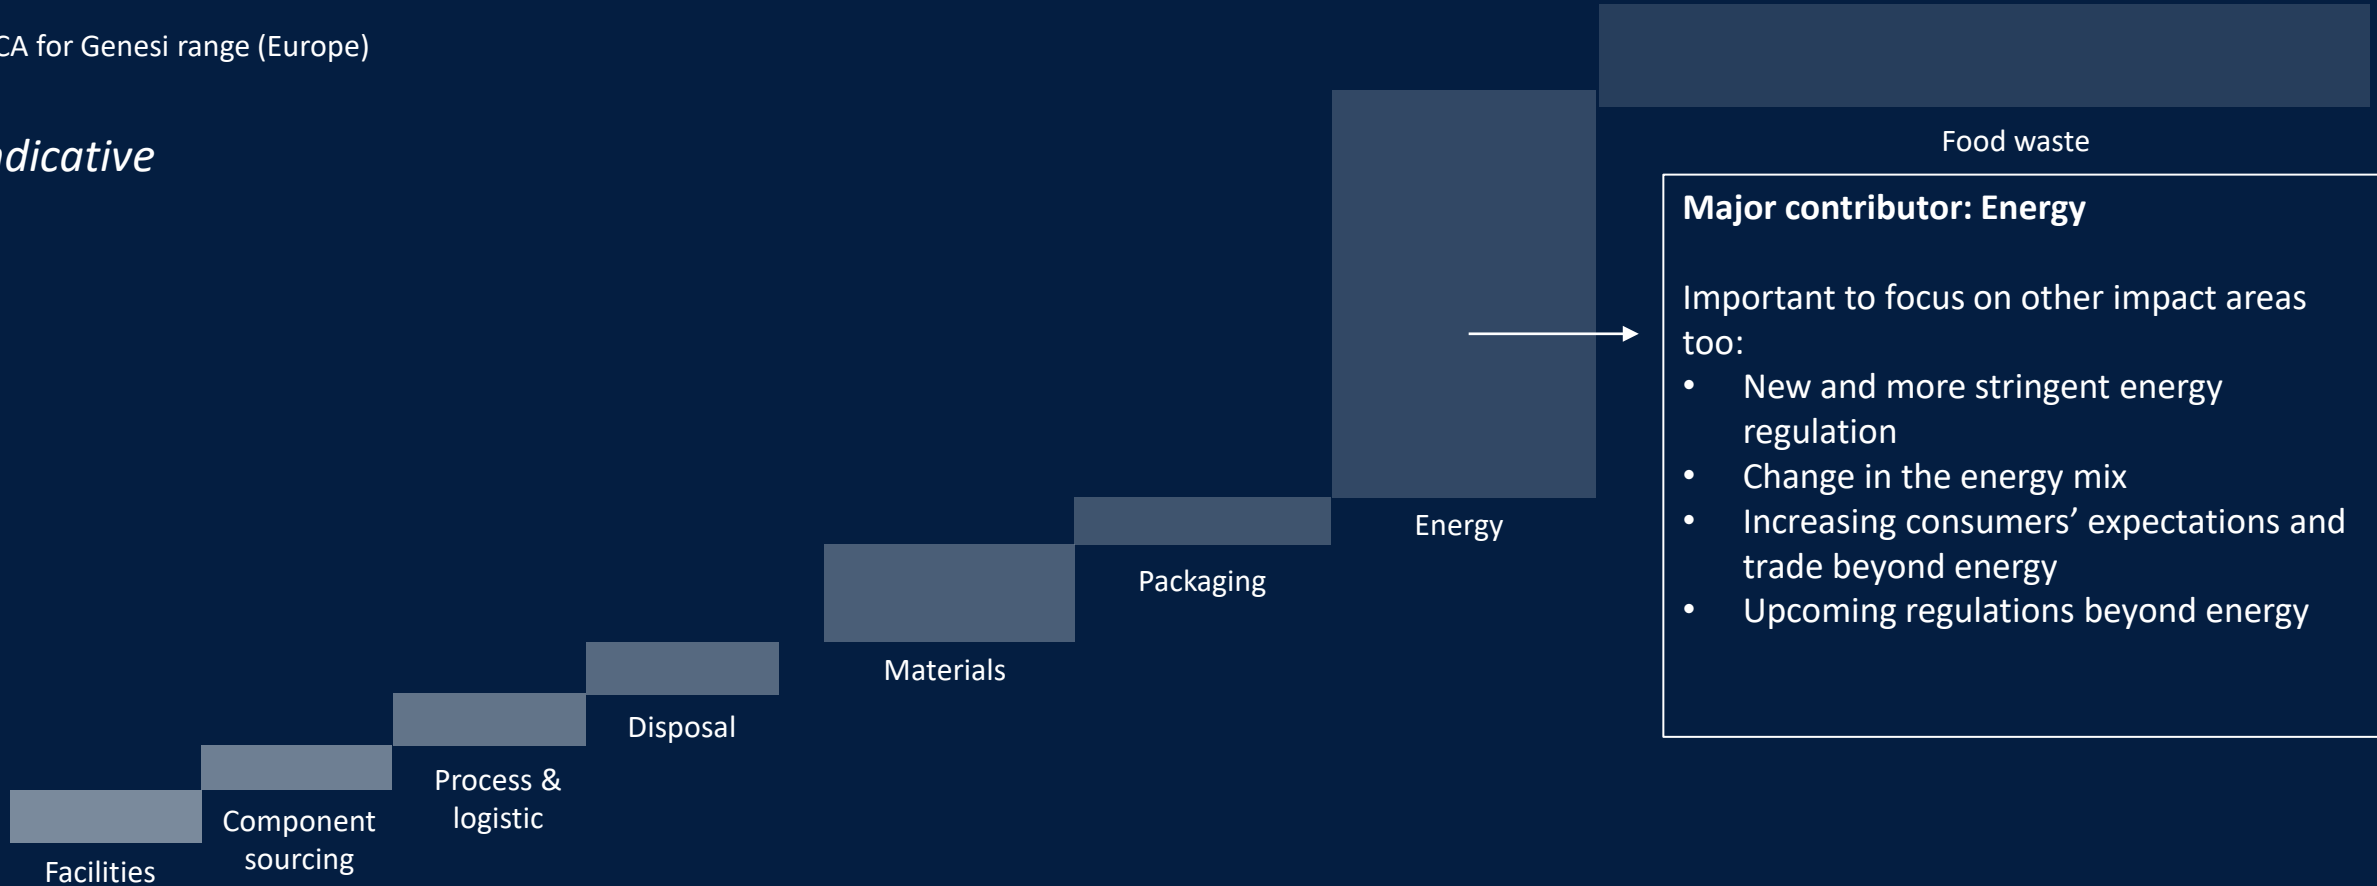 CA for Genesi range (Europe)
ndicative
Food waste
Major contributor: Energy
Important to focus on other impact areas
too:
• New and more stringent energy
regulation
• Change in the energy mix
• Increasing consumers’ expectations and
trade beyond energy
• Upcoming regulations beyond energy
Energy
Packaging
Materials
Disposal
Process &
logistic
Component
sourcing
Facilities